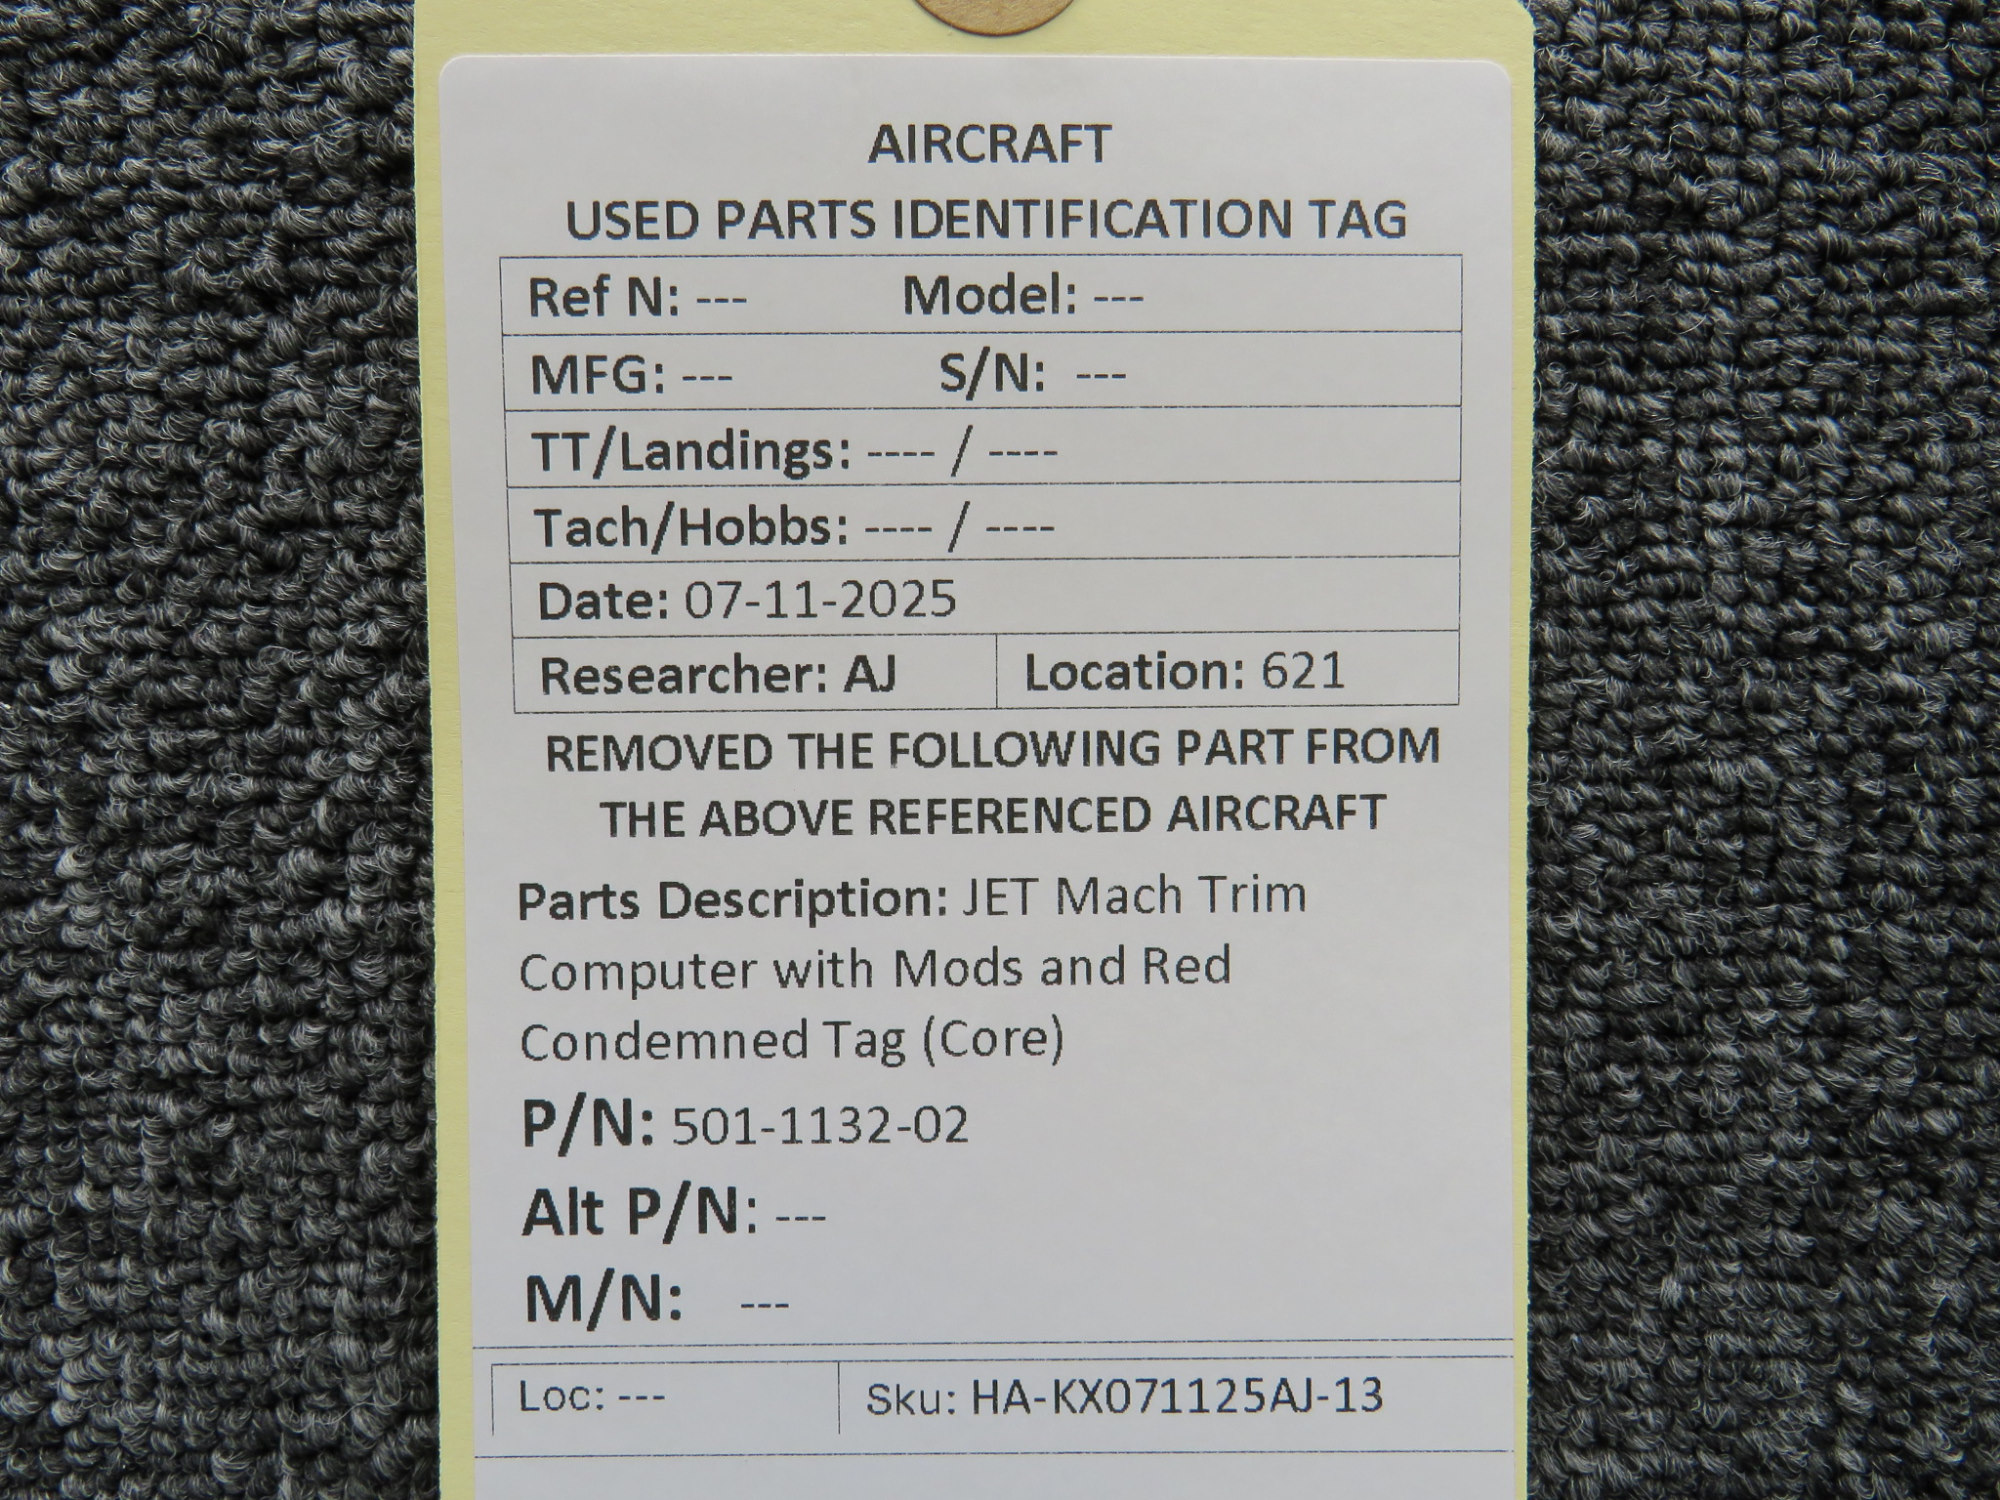 AIRCRAFT
USED PARTS IDENTIFICATION TAG
Ref N: --- Model: ---
MFG: --- S/N: ---
TT/Landings: ---- / ----
Tach/Hobbs: ---- / ----
Date: 07-11-2025
Researcher: AJ Location: 621
REMOVED THE FOLLOWING PART FROM
THE ABOVE REFERENCED AIRCRAFT
Parts Description: JET Mach Trim
Computer with Mods and Red
Condemned Tag (Core)
P/N: 501-1132-02
Alt P/N: ---
M/N: ---
Loc: --- Sku: HA-KX071125AJ-13